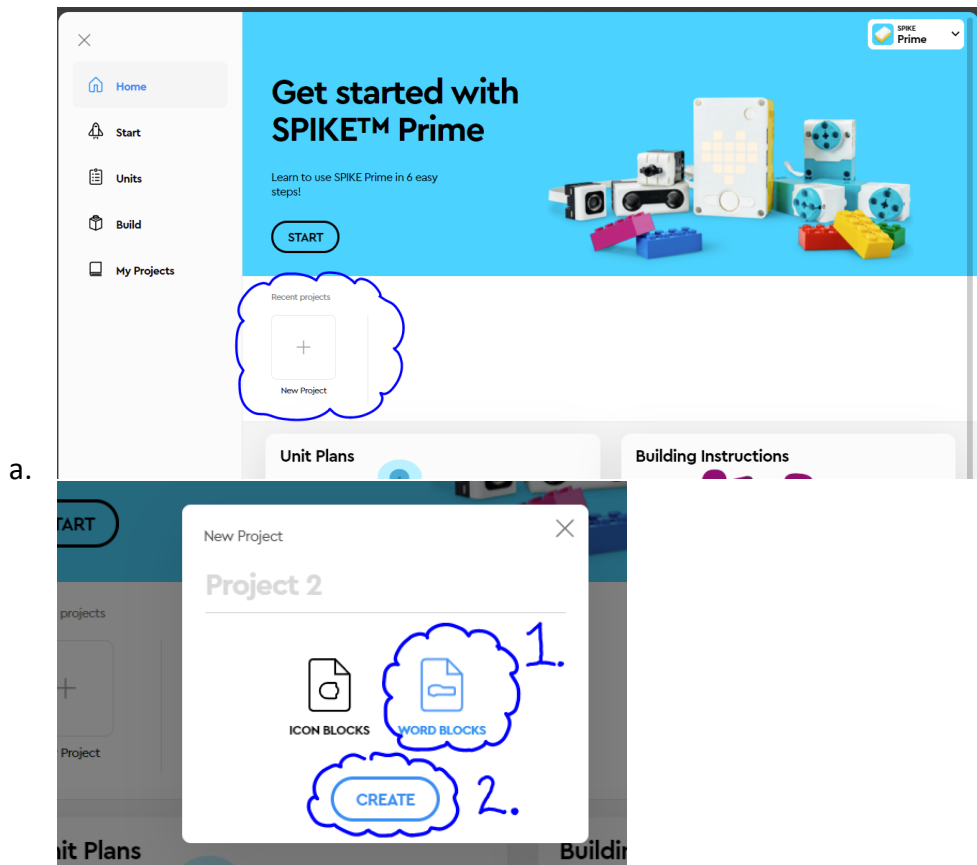 SPIKE
Prime
Home
Start
Units
Build
My Projects
Get started with
SPIKE™ Prime
Learn to use SPIKE Prime in 6 easy
steps!
START
Recent projects
New Project
Unit Plans
Building Instructions
a.
TART
New Project
Project 2
projects
1.
ICON BLOCKS
WORD BLOCKS
Project
CREATE
2.
nit Plans
Buildin